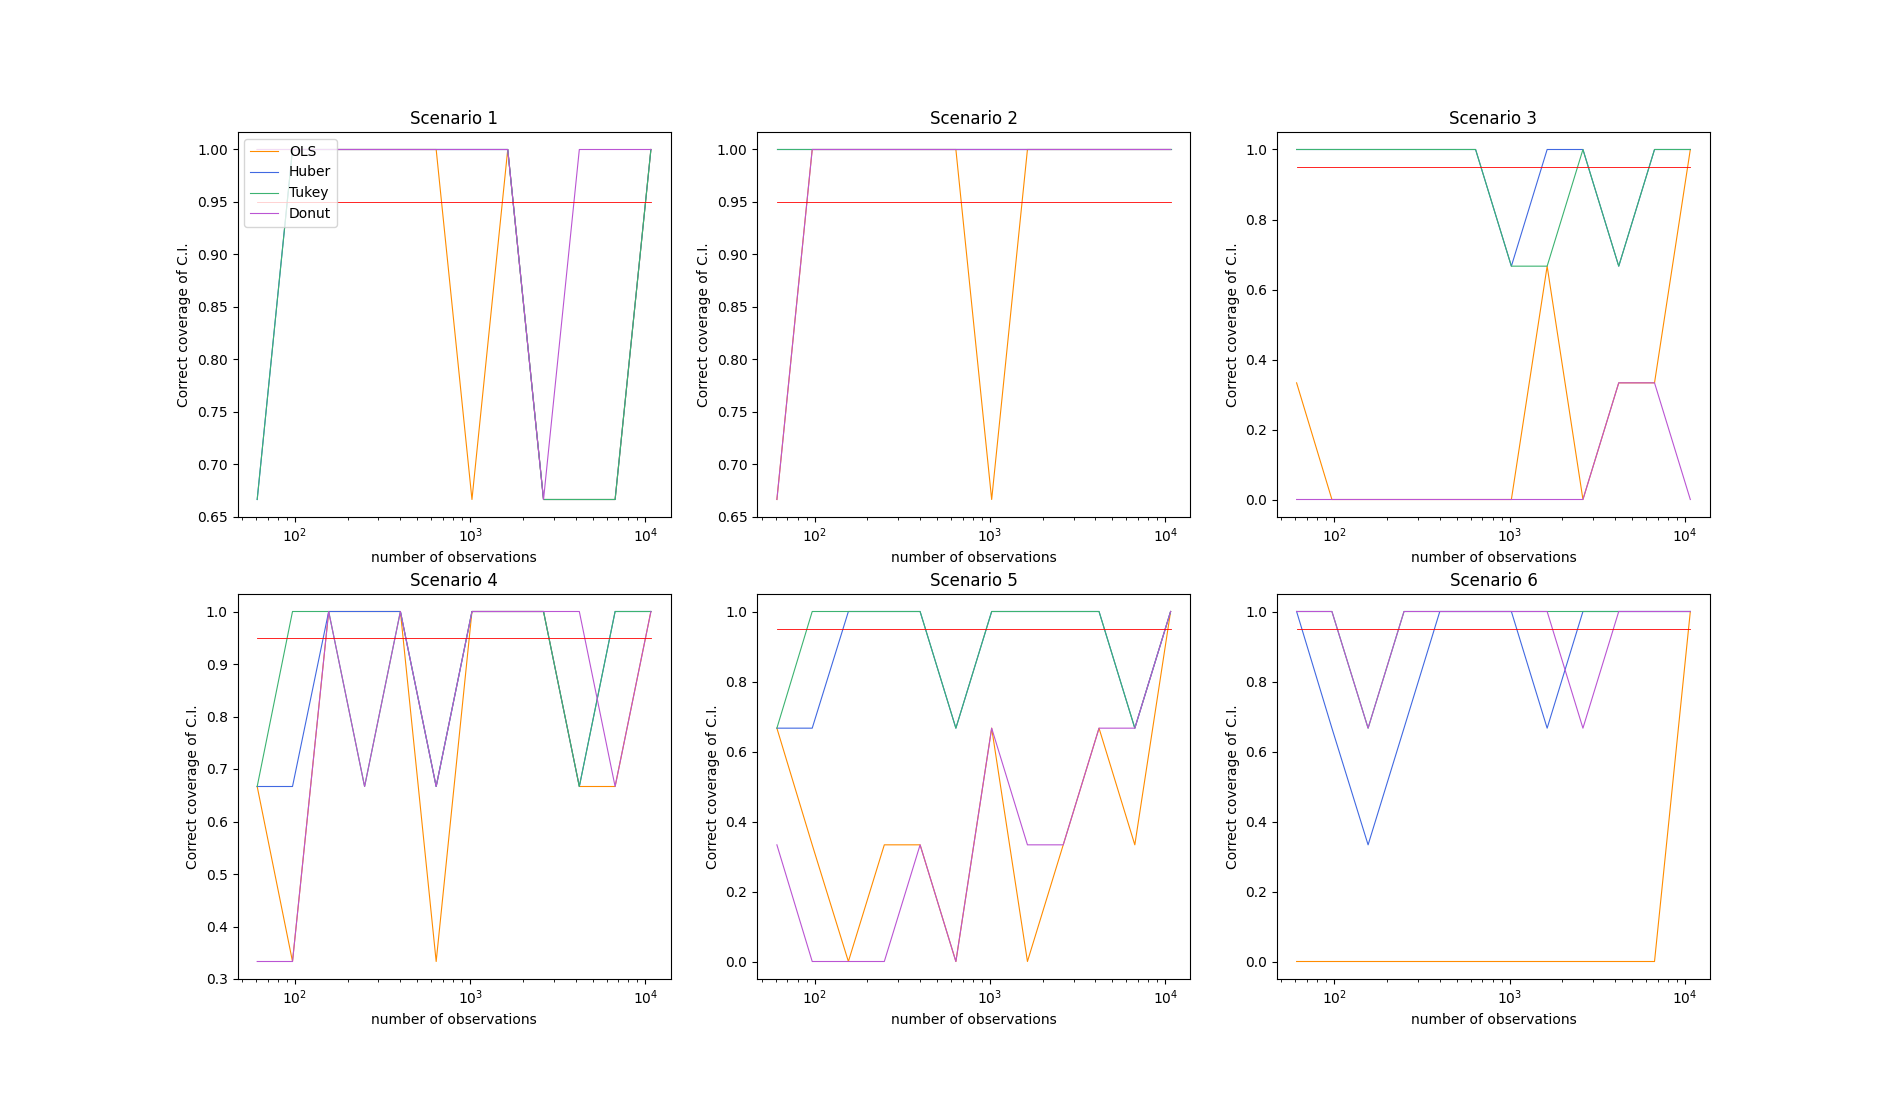 Scenario 1
Correct coverage of C.I.
1.00
0.95
0.90
0.85
0.80
0.75
0.70
0.65
OLS
Huber
Tukey
Donut
10^2 10^3 10^4
number of observations
Scenario 2
Correct coverage of C.I.
1.00
0.95
0.90
0.85
0.80
0.75
0.70
0.65
10^2 10^3 10^4
number of observations
Scenario 3
Correct coverage of C.I.
1.0
0.8
0.6
0.4
0.2
0.0
10^2 10^3 10^4
number of observations
Scenario 4
Correct coverage of C.I.
1.0
0.9
0.8
0.7
0.6
0.5
0.4
0.3
10^2 10^3 10^4
number of observations
Scenario 5
Correct coverage of C.I.
1.0
0.8
0.6
0.4
0.2
0.0
10^2 10^3 10^4
number of observations
Scenario 6
Correct coverage of C.I.
1.0
0.8
0.6
0.4
0.2
0.0
10^2 10^3 10^4
number of observations